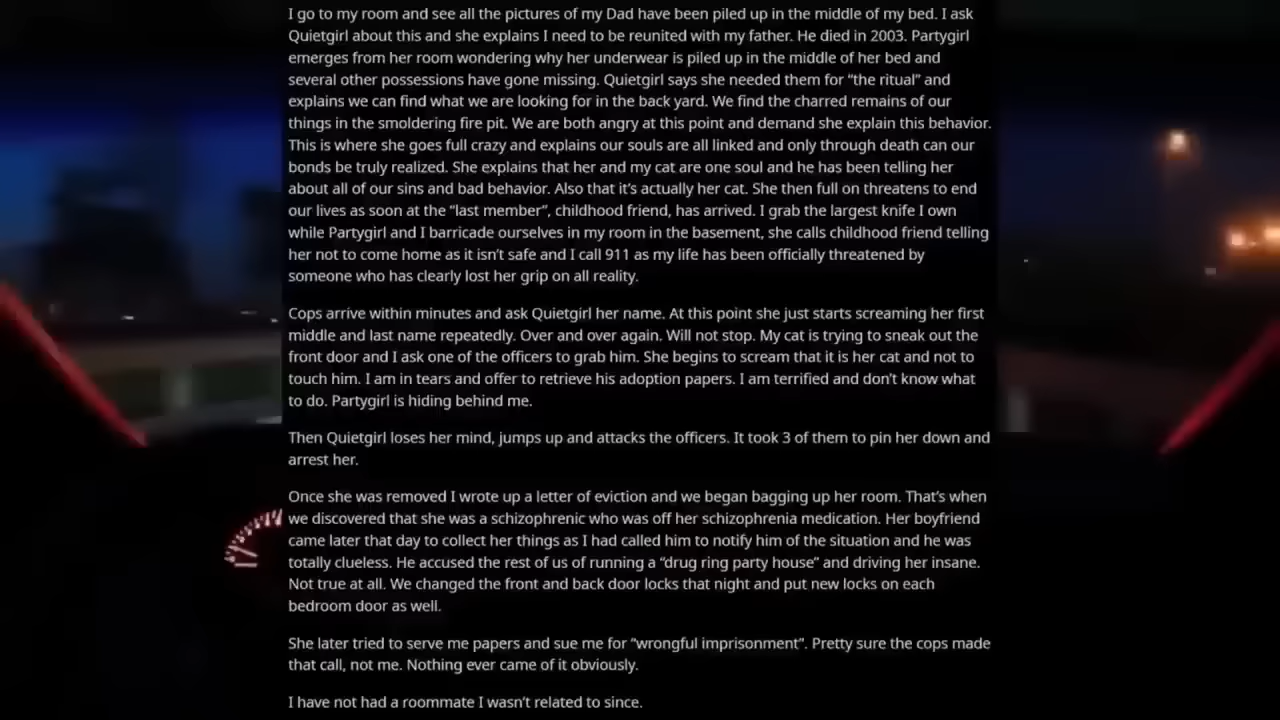 I go to my room and see all the pictures of my Dad have been piled up in the middle of my bed. I ask
Quietgirl about this and she explains I need to be reunited with my father. He died in 2003. Partygirl
emerges from her room wondering why her underwear is piled up in the middle of her bed and
several other possessions have gone missing. Quietgirl says she needed them for “the ritual” and
explains we can find what we are looking for in the back yard. We find the charred remains of our
things in the smoldering fire pit. We are both angry at this point and demand she explain this behavior.
This is where she goes full crazy and explains our souls are all linked and only through death can our
bonds be truly realized. She explains that her and my cat are one soul and he has been telling her
about all of our sins and bad behavior. Also that it’s actually her cat. She then full on threatens to end
our lives as soon at the “last member”, childhood friend, has arrived. I grab the largest knife I own
while Partygirl and I barricade ourselves in my room in the basement, she calls childhood friend telling
her not to come home as it isn’t safe and I call 911 as my life has been officially threatened by
someone who has clearly lost her grip on all reality.
Cops arrive within minutes and ask Quietgirl her name. At this point she just starts screaming her first
middle and last name repeatedly. Over and over again. Will not stop. My cat is trying to sneak out the
front door and I ask one of the officers to grab him. She begins to scream that it is her cat and not to
touch him. I am in tears and offer to retrieve his adoption papers. I am terrified and don’t know what
to do. Partygirl is hiding behind me.
Then Quietgirl loses her mind, jumps up and attacks the officers. It took 3 of them to pin her down and
arrest her.
Once she was removed I wrote up a letter of eviction and we began bagging up her room. That’s when
we discovered that she was a schizophrenic who was off her schizophrenia medication. Her boyfriend
came later that day to collect her things as I had called him to notify him of the situation and he was
totally clueless. He accused the rest of us of running a “drug ring party house” and driving her insane.
Not true at all. We changed the front and back door locks that night and put new locks on each
bedroom door as well.
She later tried to serve me papers and sue me for “wrongful imprisonment”. Pretty sure the cops made
that call, not me. Nothing ever came of it obviously.
I have not had a roommate I wasn’t related to since.